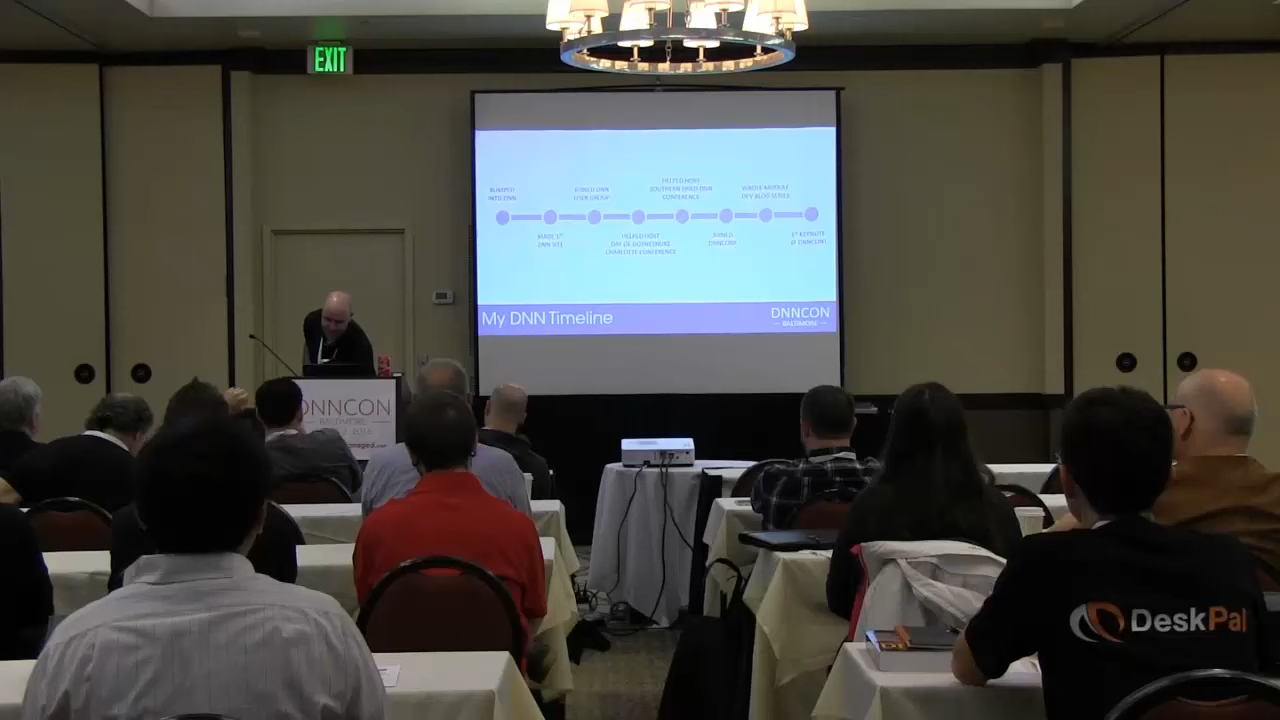 EXIT
BUMPED
INTO DNN
MADE 1ST
DNN SITE
JOINED DNN
USER GROUP
HELPED HOST
DAY OF DOTNETNUKE
CHARLOTTE CONFERENCE
HELPED HOST
SOUTHERN FRIED DNN
CONFERENCE
JOINED
DNNCORP
WROTE MODULE
DEV BLOG SERIES
1ST KEYNOTE
@ DNNCON!
My DNN Timeline
DNNCON
BALTIMORE
DNNCON
BALTIMORE
DeskPal